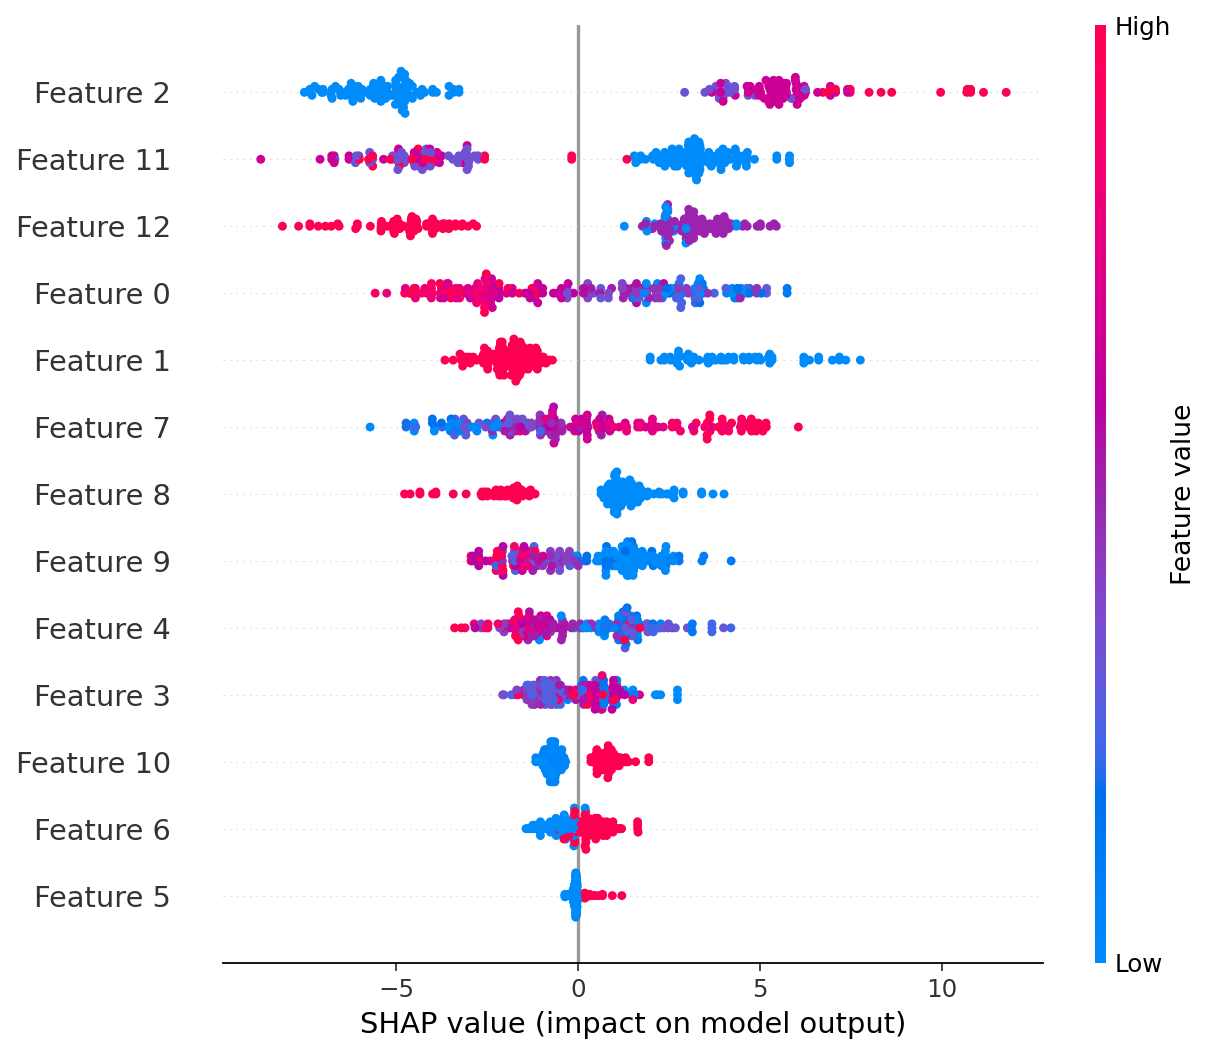 High
Feature 2
Feature 11
Feature 12
Feature 0
Feature 1
Feature 7
Feature 8
Feature 9
Feature 4
Feature 3
Feature 10
Feature 6
Feature 5
Feature value
Low
−5 0 5 10
SHAP value (impact on model output)